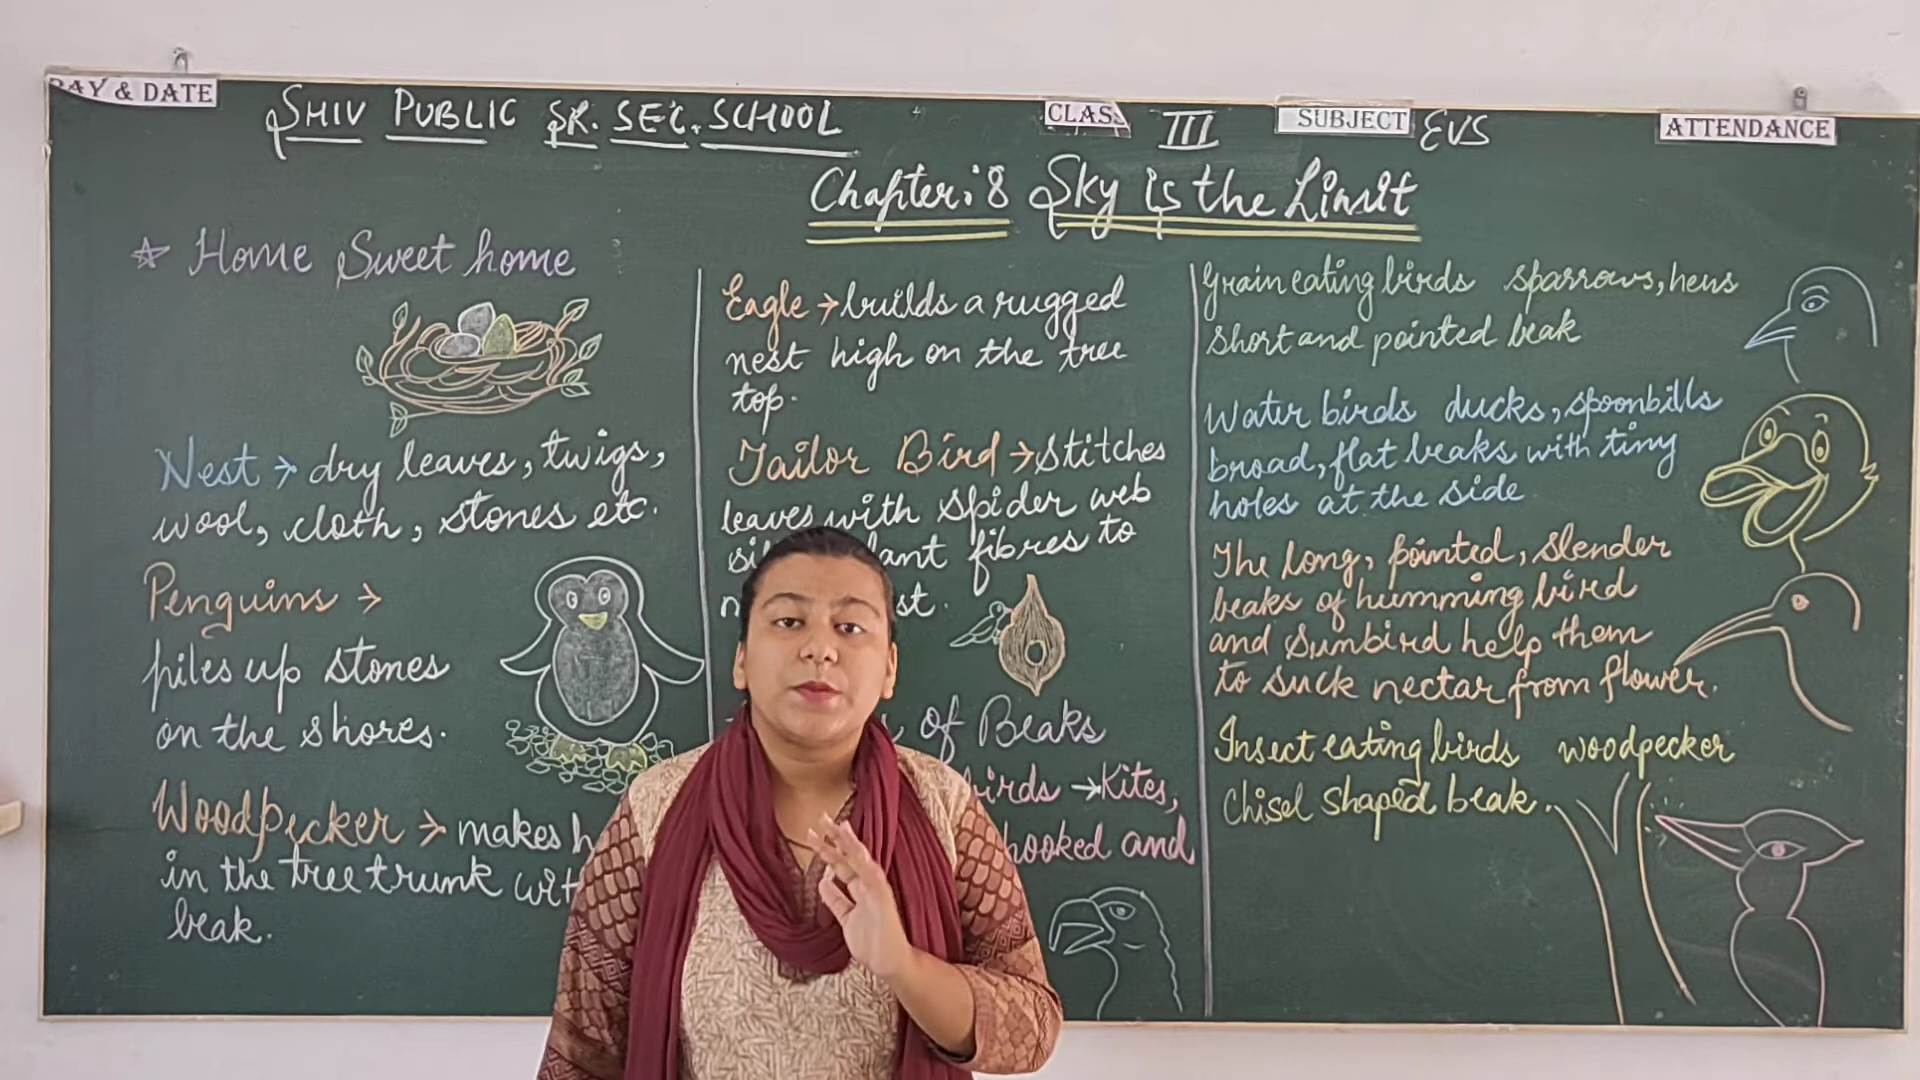 DAY & DATE
SHIV PUBLIC SR. SEC. SCHOOL
CLASS III
SUBJECT EVS
ATTENDANCE
Chapter: 8 Sky is the Limit
Home Sweet home
Nest → dry leaves, twigs,
wool, cloth, stones etc.
Penguins →
piles up stones
on the shores.
Woodpecker → makes
in the tree trunk
beak.
Eagle → builds a rugged
nest high on the tree
top.
Tailor Bird → stitches
leaves with spider web
fibres to
of Beaks
birds → Kites,
hooked and
Grain eating birds sparrows, hens
short and pointed beak
Water birds ducks, spoonbills
broad, flat beaks with tiny
holes at the side
The long, pointed, slender
beaks of humming bird
and Sunbird help them
to suck nectar from flower.
Insect eating birds woodpecker
Chisel shaped beak.